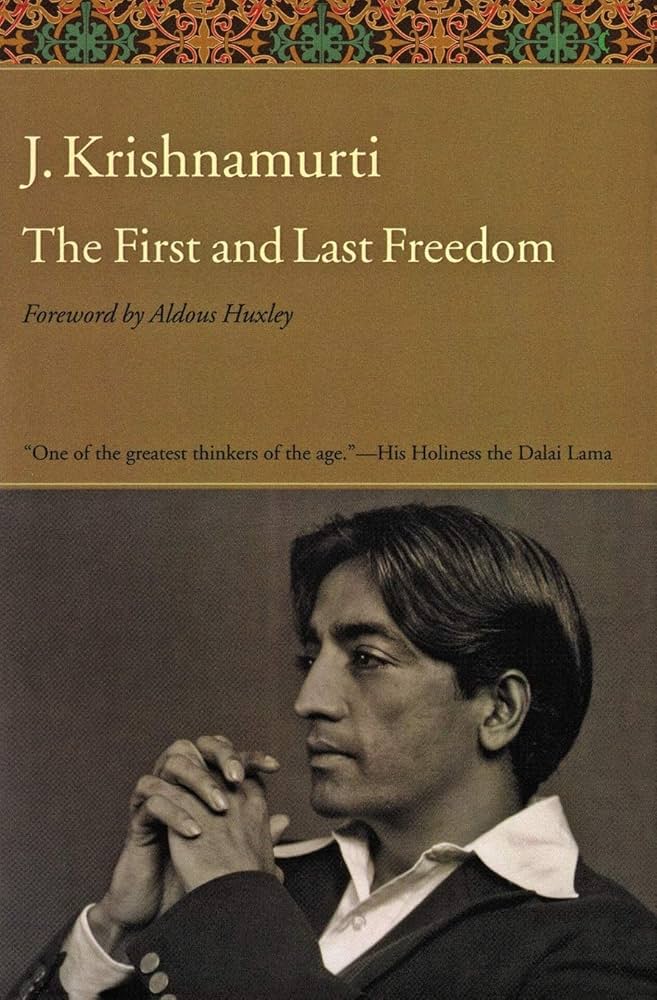 J. Krishnamurti
The First and Last Freedom
Foreword by Aldous Huxley
“One of the greatest thinkers of the age.”—His Holiness the Dalai Lama